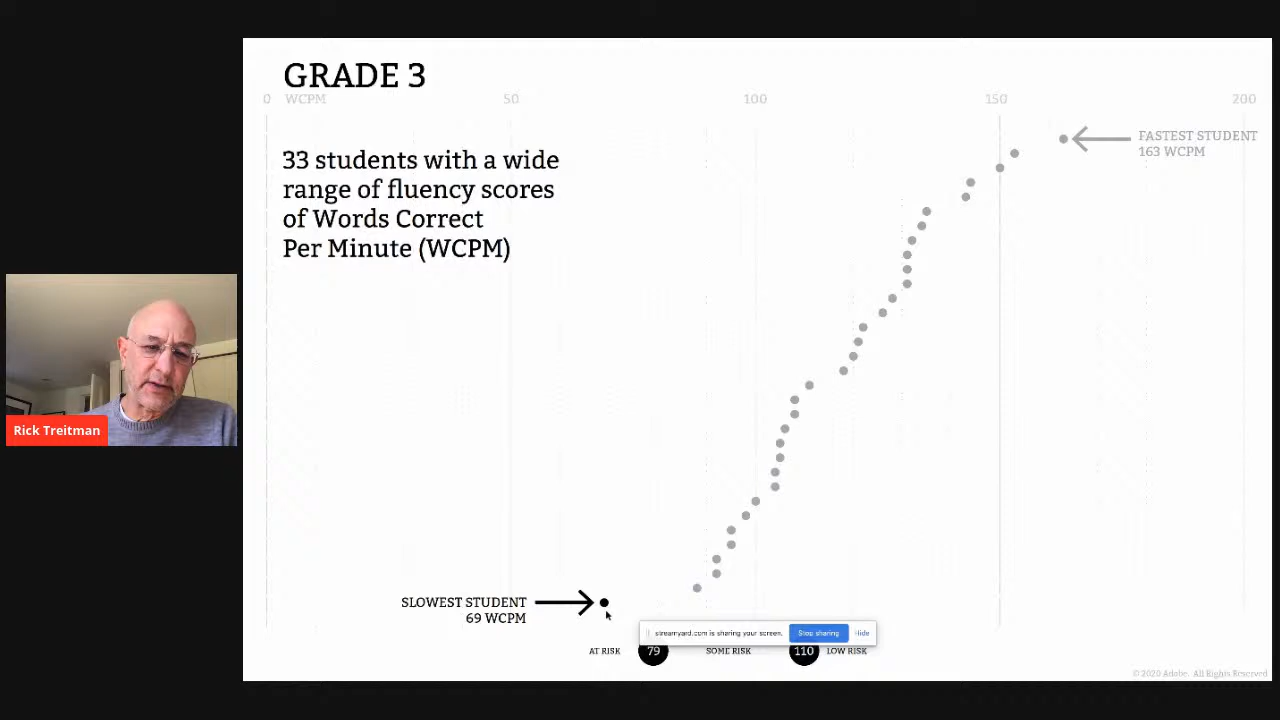 GRADE 3
0 WCPM 50 100 150 200
FASTEST STUDENT
163 WCPM
33 students with a wide
range of fluency scores
of Words Correct
Per Minute (WCPM)
Rick Treitman
SLOWEST STUDENT
69 WCPM
streamyard.com is sharing your screen. Stop sharing Hide
AT RISK 79 SOME RISK 110 LOW RISK
© 2020 Adobe. All Rights Reserved